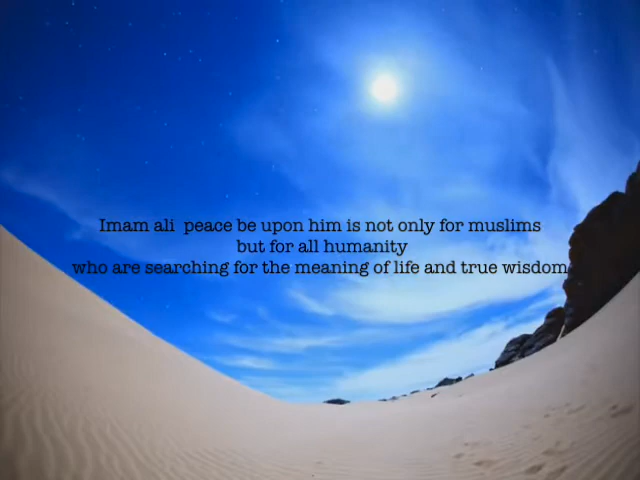 Imam ali  peace be upon him is not only for muslims
but for all humanity
who are searching for the meaning of life and true wisdom